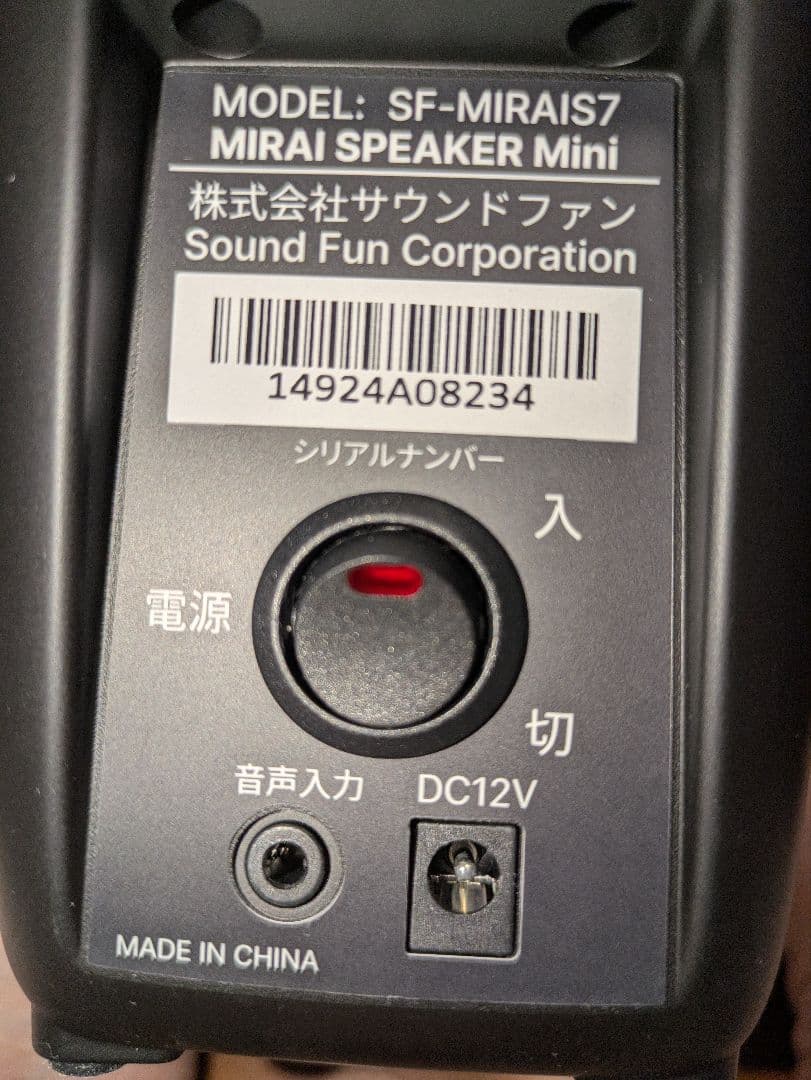 MODEL: SF-MIRAIS7
MIRAI SPEAKER Mini
株式会社サウンドファン
Sound Fun Corporation
14924A08234
シリアルナンバー
入
電源
切
音声入力 DC12V
MADE IN CHINA